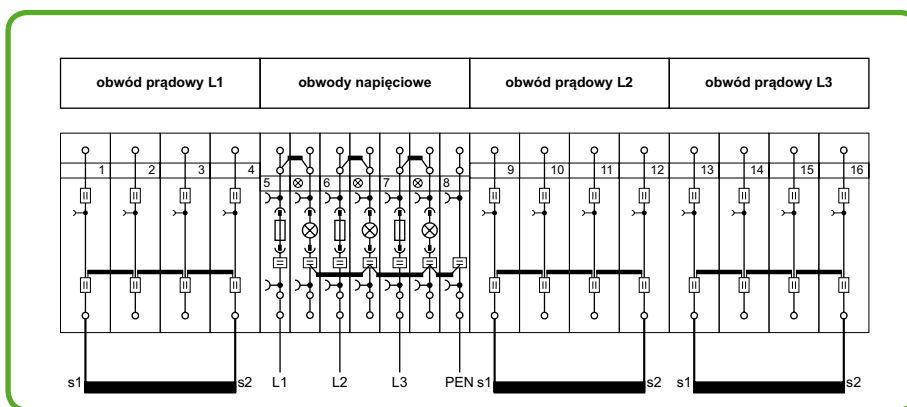 obwód prądowy L1 obwody napięciowe obwód prądowy L2 obwód prądowy L3
1 2 3 4 5 6 7 8 9 10 11 12 13 14 15 16
s1 s2 L1 L2 L3 PEN s1 s2 s1 s2